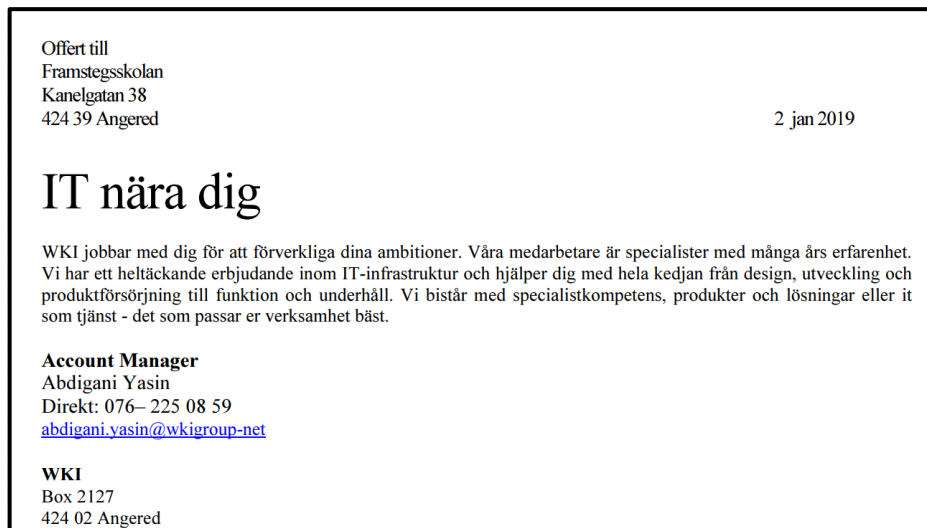 Offert till
Framstegsskolan
Kanelgatan 38
424 39 Angered
2 jan 2019
IT nära dig
WKI jobbar med dig för att förverkliga dina ambitioner. Våra medarbetare är specialister med många års erfarenhet.
Vi har ett heltäckande erbjudande inom IT-infrastruktur och hjälper dig med hela kedjan från design, utveckling och
produktförsörjning till funktion och underhåll. Vi bistår med specialistkompetens, produkter och lösningar eller it
som tjänst - det som passar er verksamhet bäst.
Account Manager
Abdigani Yasin
Direkt: 076– 225 08 59
abdigani.yasin@wkigroup-net
WKI
Box 2127
424 02 Angered